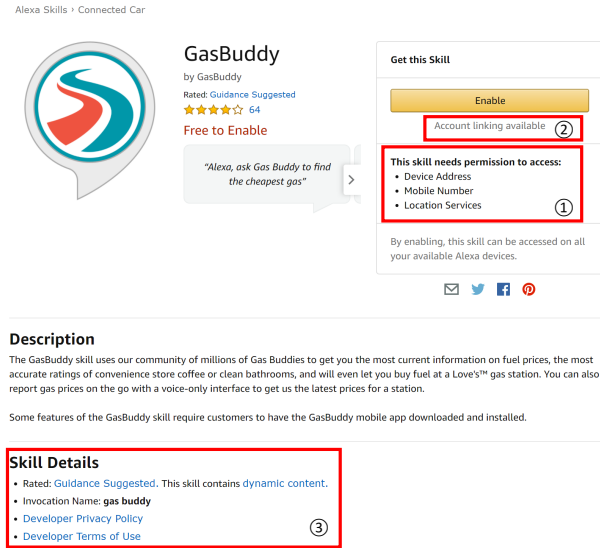 Alexa Skills › Connected Car
GasBuddy
by GasBuddy
Rated: Guidance Suggested
64
Free to Enable
“Alexa, ask Gas Buddy to find
the cheapest gas”
Get this Skill
Enable
Account linking available
②
This skill needs permission to access:
• Device Address
• Mobile Number
• Location Services
①
By enabling, this skill can be accessed on all
your available Alexa devices.
Description
The GasBuddy skill uses our community of millions of Gas Buddies to get you the most current information on fuel prices, the most
accurate ratings of convenience store coffee or clean bathrooms, and will even let you buy fuel at a Love's™ gas station. You can also
report gas prices on the go with a voice-only interface to get us the latest prices for a station.
Some features of the GasBuddy skill require customers to have the GasBuddy mobile app downloaded and installed.
Skill Details
• Rated: Guidance Suggested. This skill contains dynamic content.
• Invocation Name: gas buddy
• Developer Privacy Policy
• Developer Terms of Use
③